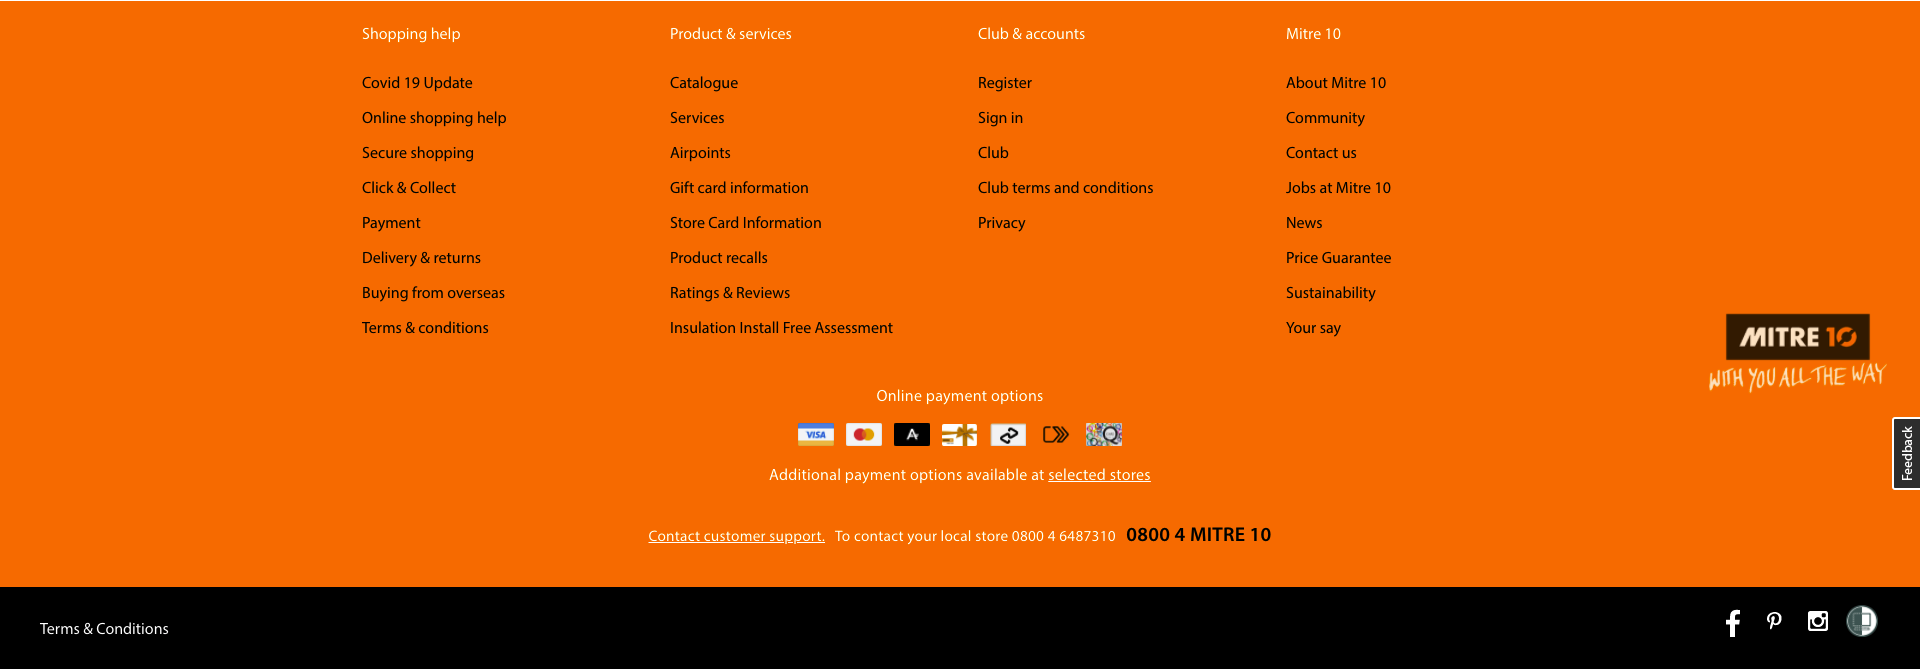 Shopping help
Covid 19 Update
Online shopping help
Secure shopping
Click & Collect
Payment
Delivery & returns
Buying from overseas
Terms & conditions
Product & services
Catalogue
Services
Airpoints
Gift card information
Store Card Information
Product recalls
Ratings & Reviews
Insulation Install Free Assessment
Club & accounts
Register
Sign in
Club
Club terms and conditions
Privacy
Mitre 10
About Mitre 10
Community
Contact us
Jobs at Mitre 10
News
Price Guarantee
Sustainability
Your say
MITRE 10
WITH YOU ALL THE WAY
Online payment options
VISA
Additional payment options available at selected stores
Feedback
Contact customer support. To contact your local store 0800 4 6487310 0800 4 MITRE 10
Terms & Conditions